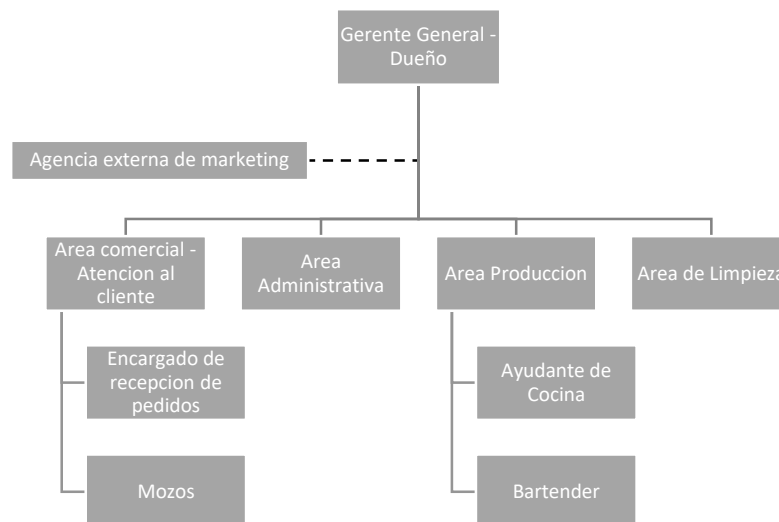 Gerente General -
Dueño
Agencia externa de marketing
Area comercial -
Atencion al
cliente
Area
Administrativa
Area Produccion
Area de Limpieza
Encargado de
recepcion de
pedidos
Ayudante de
Cocina
Mozos
Bartender